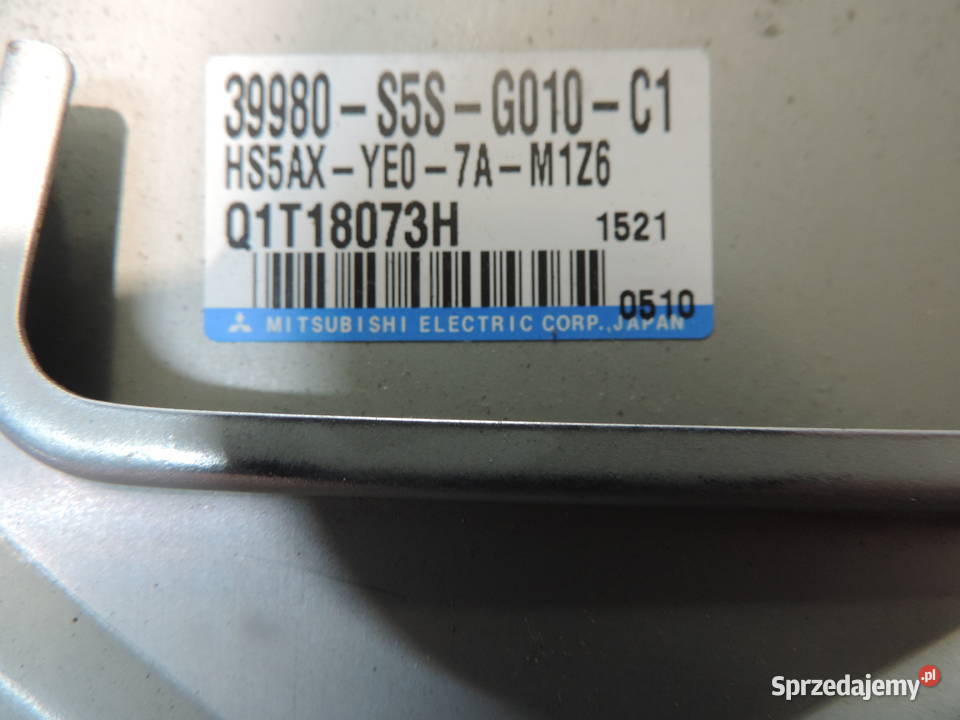 39980-S5S-G010-C1
HS5AX-YE0-7A-M1Z6
Q1T18073H 1521
0510
MITSUBISHI ELECTRIC CORP., JAPAN
Sprzedajemy.pl